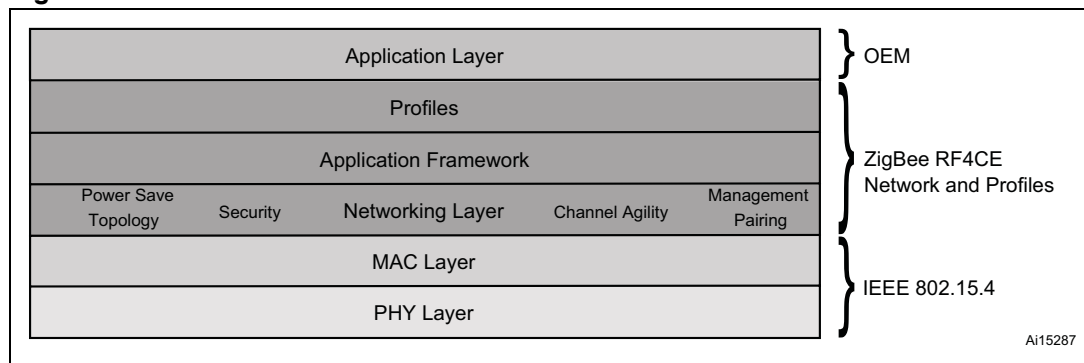 Application Layer
OEM
Profiles
Application Framework
ZigBee RF4CE
Network and Profiles
Power Save
Topology
Security
Networking Layer
Channel Agility
Management
Pairing
MAC Layer
PHY Layer
IEEE 802.15.4
Ai15287